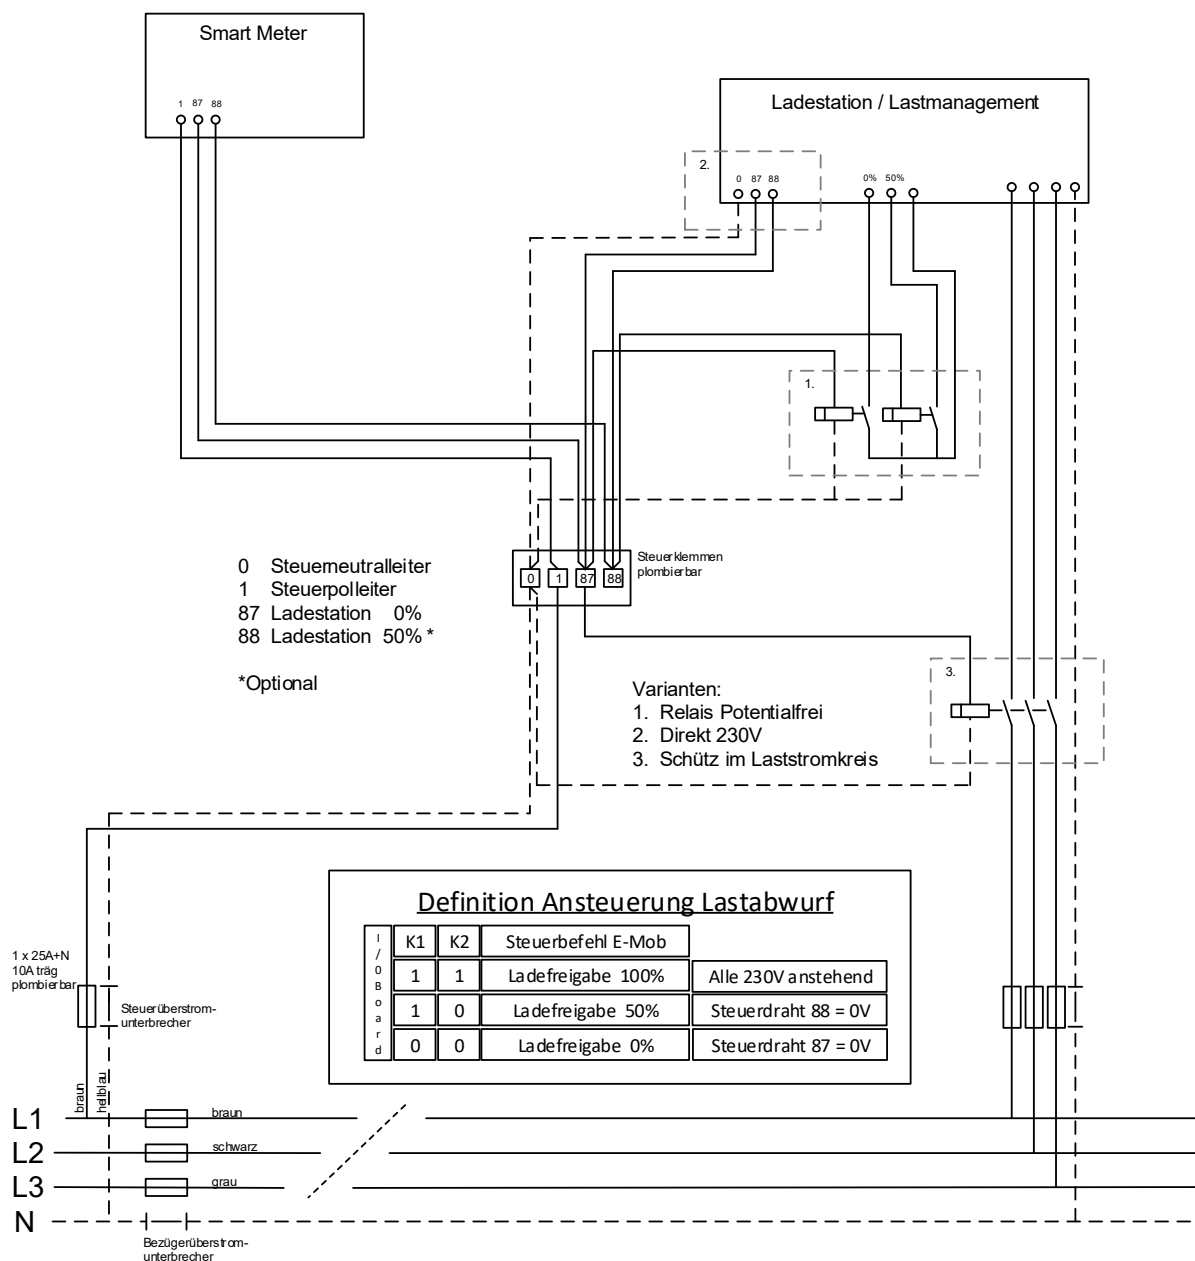 Smart Meter
1 87 88
Ladestation / Lastmanagement
2.
0 87 88
0% 50%
1.
Steuerklemmen
plombierbar
0 1 87 88
0 Steuerneutralleiter
1 Steuerpolleiter
87 Ladestation 0%
88 Ladestation 50% *
*Optional
3.
Varianten:
1. Relais Potentialfrei
2. Direkt 230V
3. Schütz im Laststromkreis
Definition Ansteuerung Lastabwurf
I/0Board
K1 K2 Steuerbefehl E-Mob
1 1 Ladefreigabe 100% Alle 230V anstehend
1 0 Ladefreigabe 50% Steuerdraht 88 = 0V
0 0 Ladefreigabe 0% Steuerdraht 87 = 0V
1 x 25A+N
10A träg
plombierbar
Steuerüberstrom-
unterbrecher
braun
hellblau
L1 braun
L2 schwarz
L3 grau
N
Bezügerüberstrom-
unterbrecher